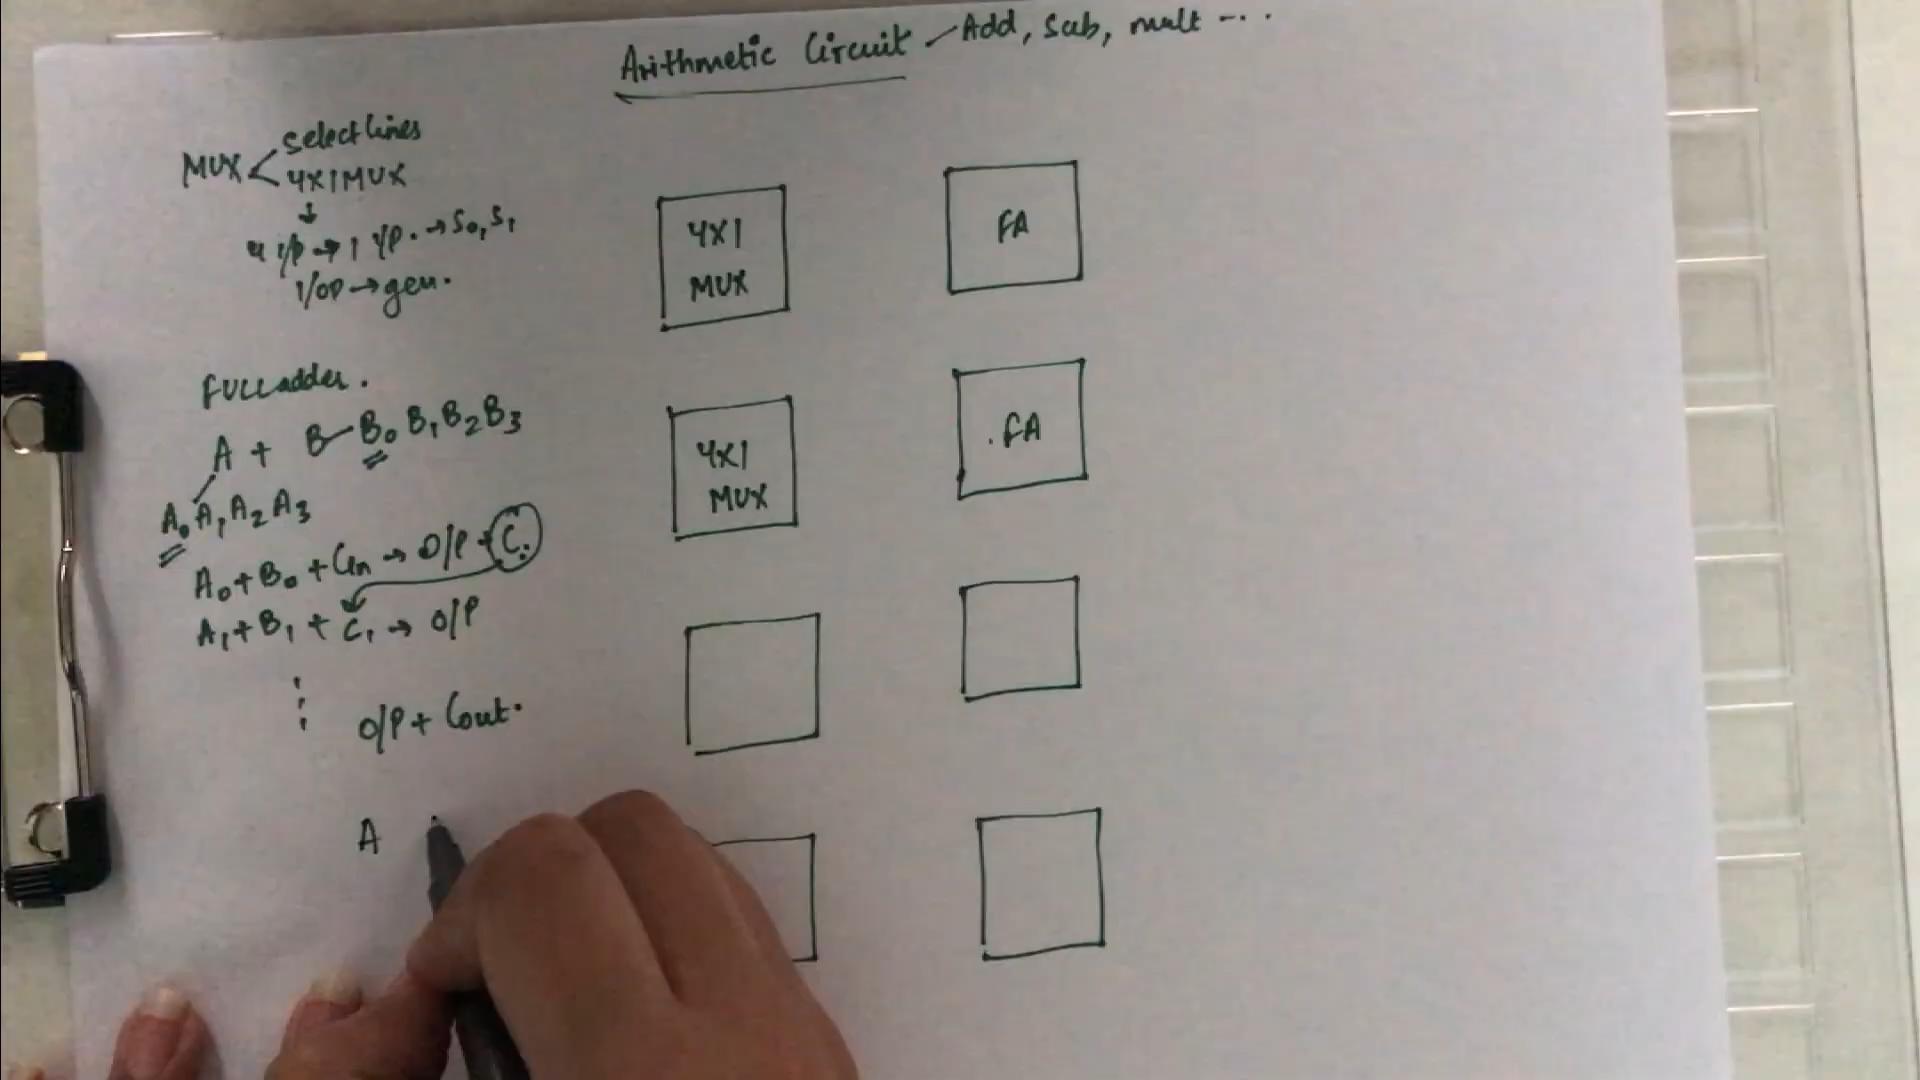 Arithmetic Circuit – Add, sub, mult ---
MUX
select lines
4X1 MUX
4 i/p → 1 i/p. → S0, S1
1/op → gen.
FULL adder.
A + B – B0 B1 B2 B3
A0 A1 A2 A3
A0 + B0 + Cin → O/P + C1
A1 + B1 + C1 → O/P
O/P + Cout.
A
4X1
MUX
FA
4X1
MUX
.FA